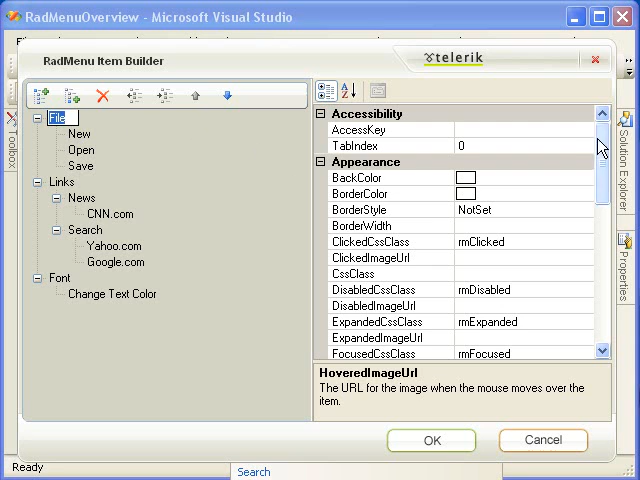 RadMenuOverview - Microsoft Visual Studio
RadMenu Item Builder
telerik
File
New
Open
Save
Links
News
CNN.com
Search
Yahoo.com
Google.com
Font
Change Text Color
Accessibility
AccessKey
TabIndex 0
Appearance
BackColor
BorderColor
BorderStyle NotSet
BorderWidth
ClickedCssClass rmClicked
ClickedImageUrl
CssClass
DisabledCssClass rmDisabled
DisabledImageUrl
ExpandedCssClass rmExpanded
ExpandedImageUrl
FocusedCssClass rmFocused
HoveredImageUrl
The URL for the image when the mouse moves over the
item.
OK
Cancel
Toolbox
Solution Explorer
Properties
Ready
Search